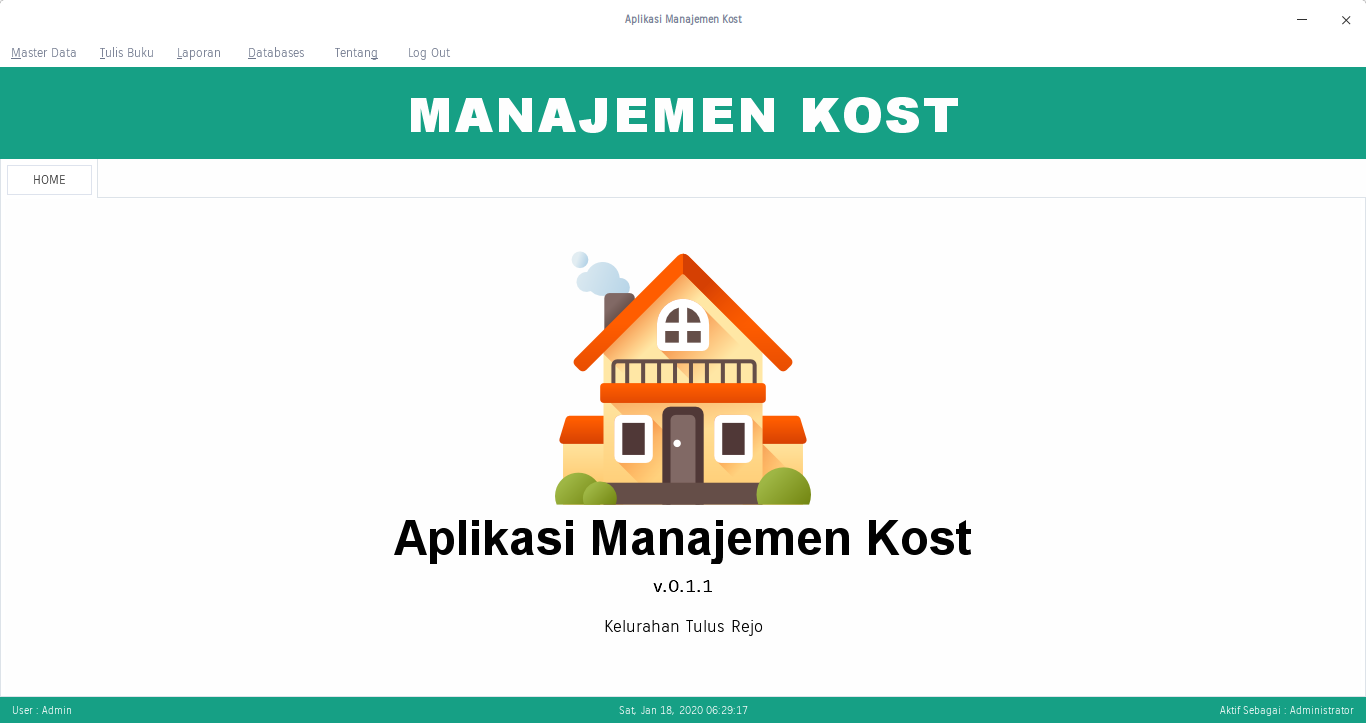 Aplikasi Manajemen Kost
Master Data Tulis Buku Laporan Databases Tentang Log Out
MANAJEMEN KOST
HOME
Aplikasi Manajemen Kost
v.0.1.1
Kelurahan Tulus Rejo
User : Admin Sat, Jan 18, 2020 06:29:17 Aktif Sebagai : Administrator